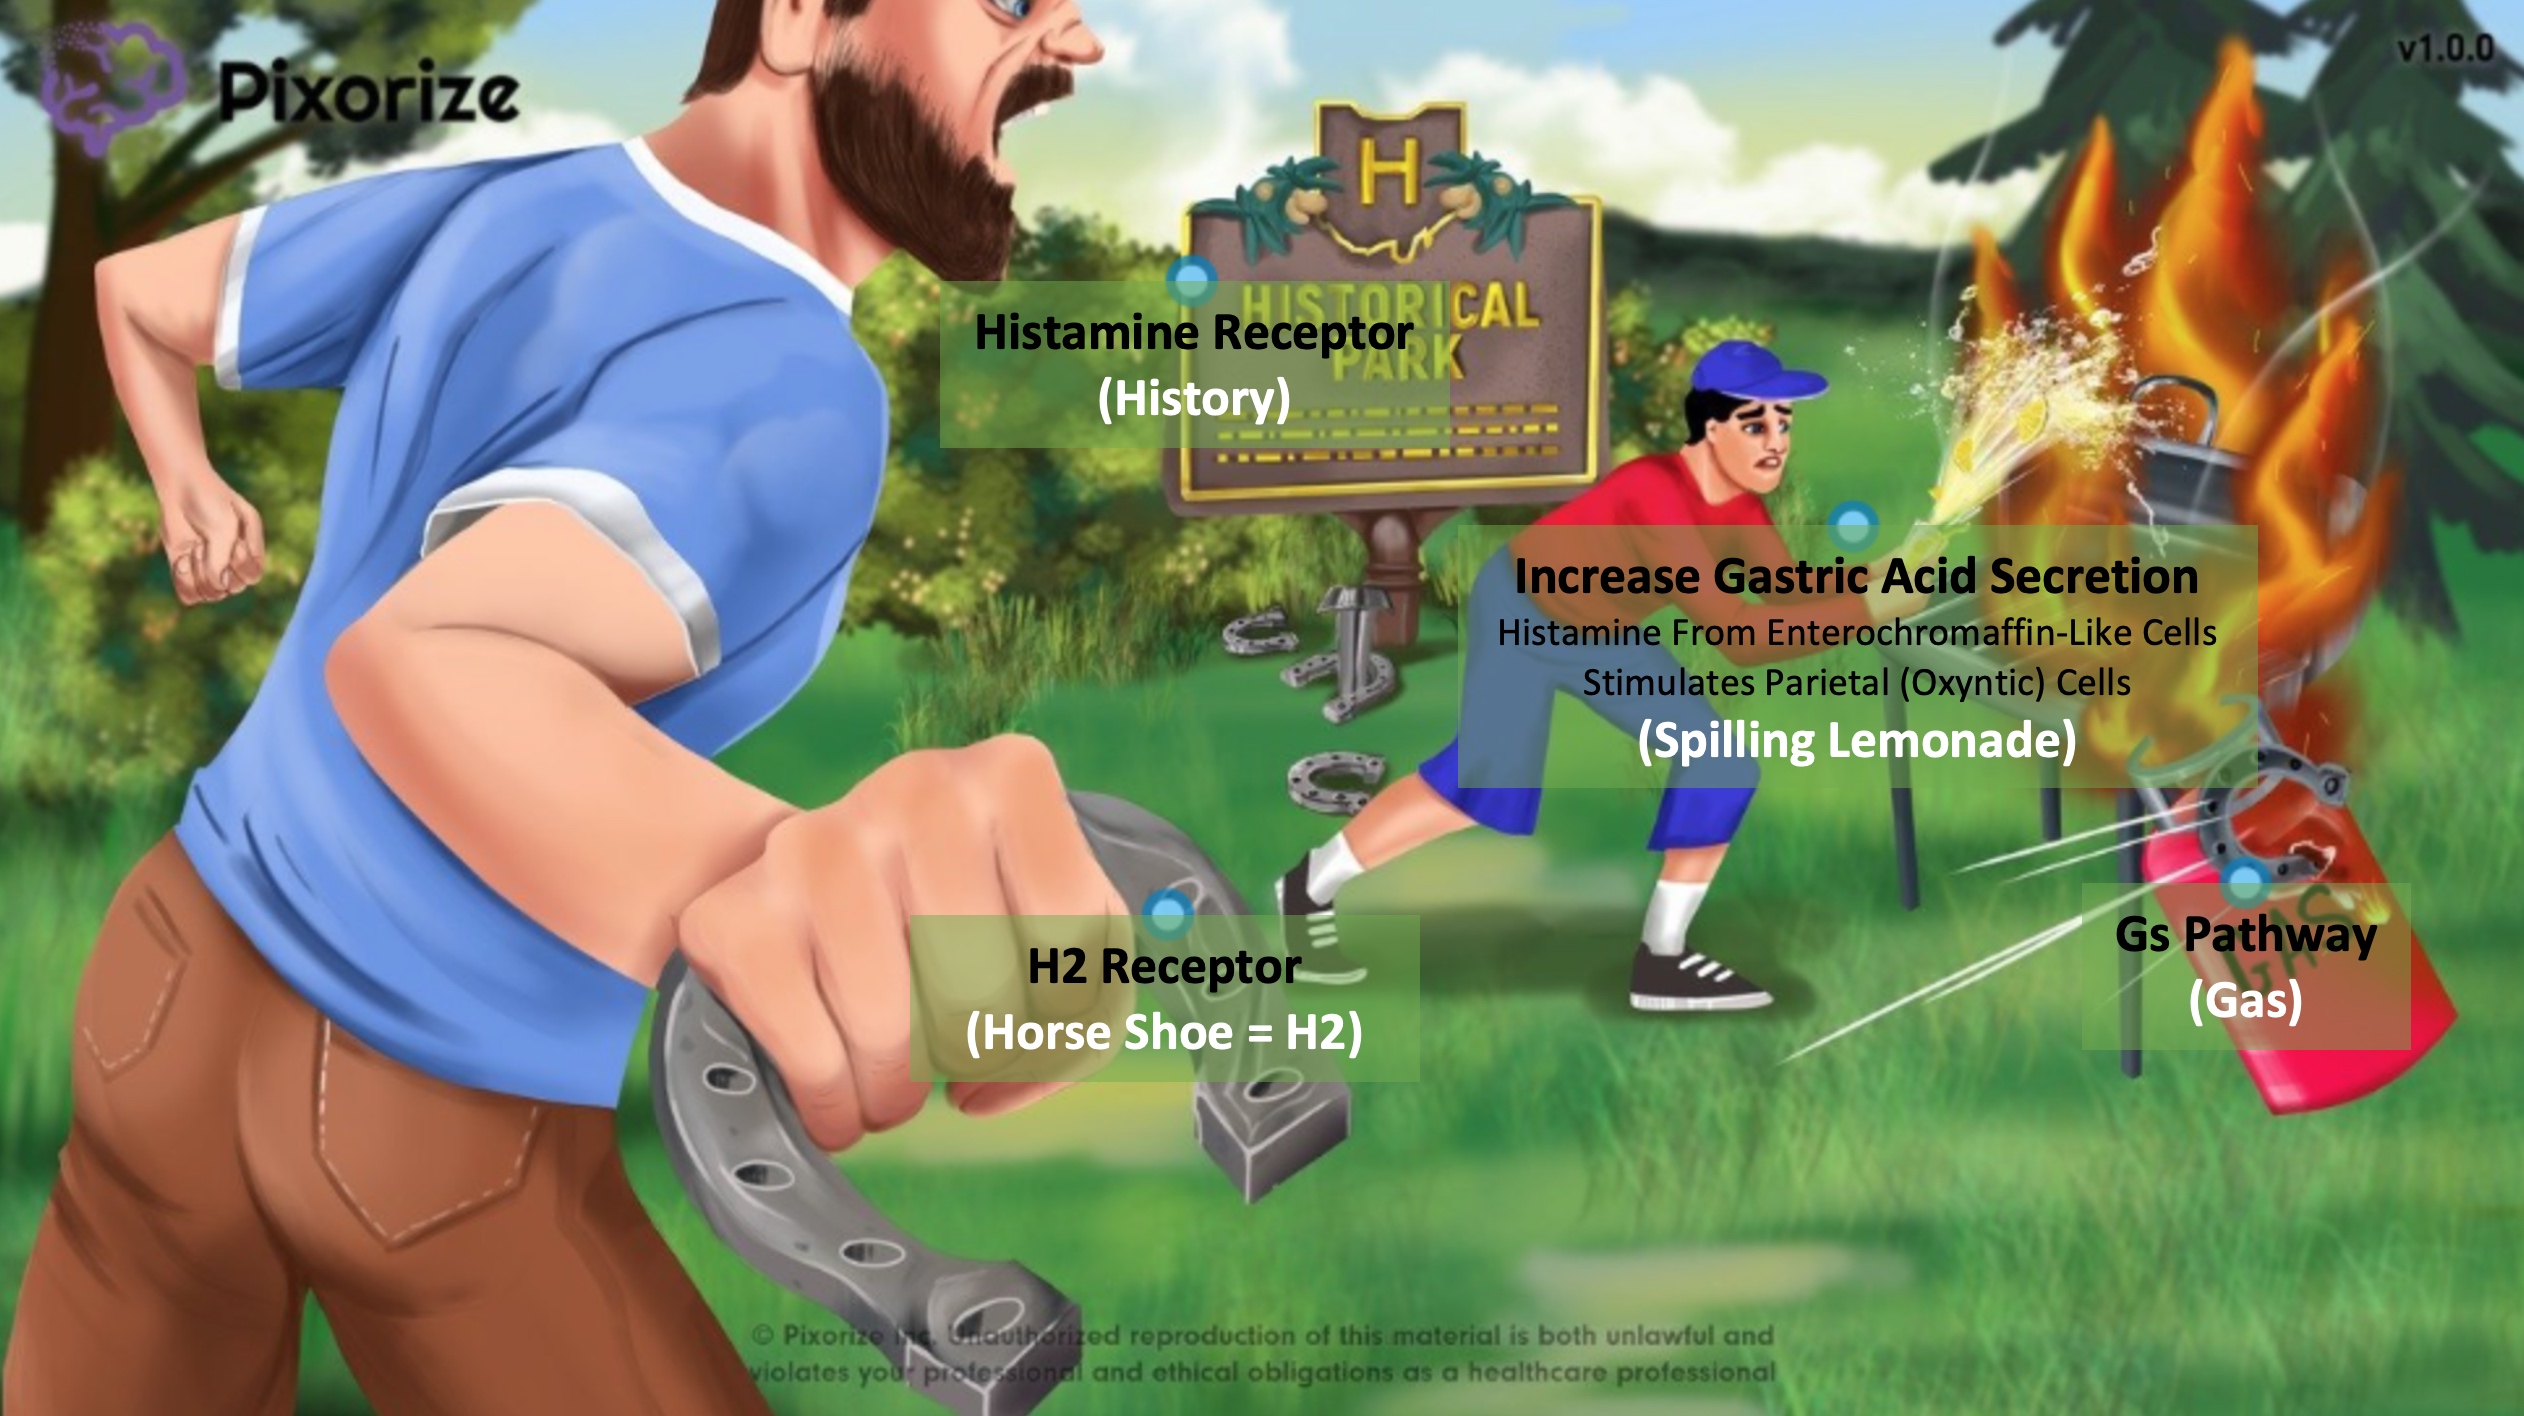 Pixorize
v1.0.0
H
HISTORICAL
PARK
Histamine Receptor
(History)
Increase Gastric Acid Secretion
Histamine From Enterochromaffin-Like Cells
Stimulates Parietal (Oxyntic) Cells
(Spilling Lemonade)
H2 Receptor
(Horse Shoe = H2)
GAS
Gs Pathway
(Gas)
© Pixorize Inc. Unauthorized reproduction of this material is both unlawful and
violates your professional and ethical obligations as a healthcare professional